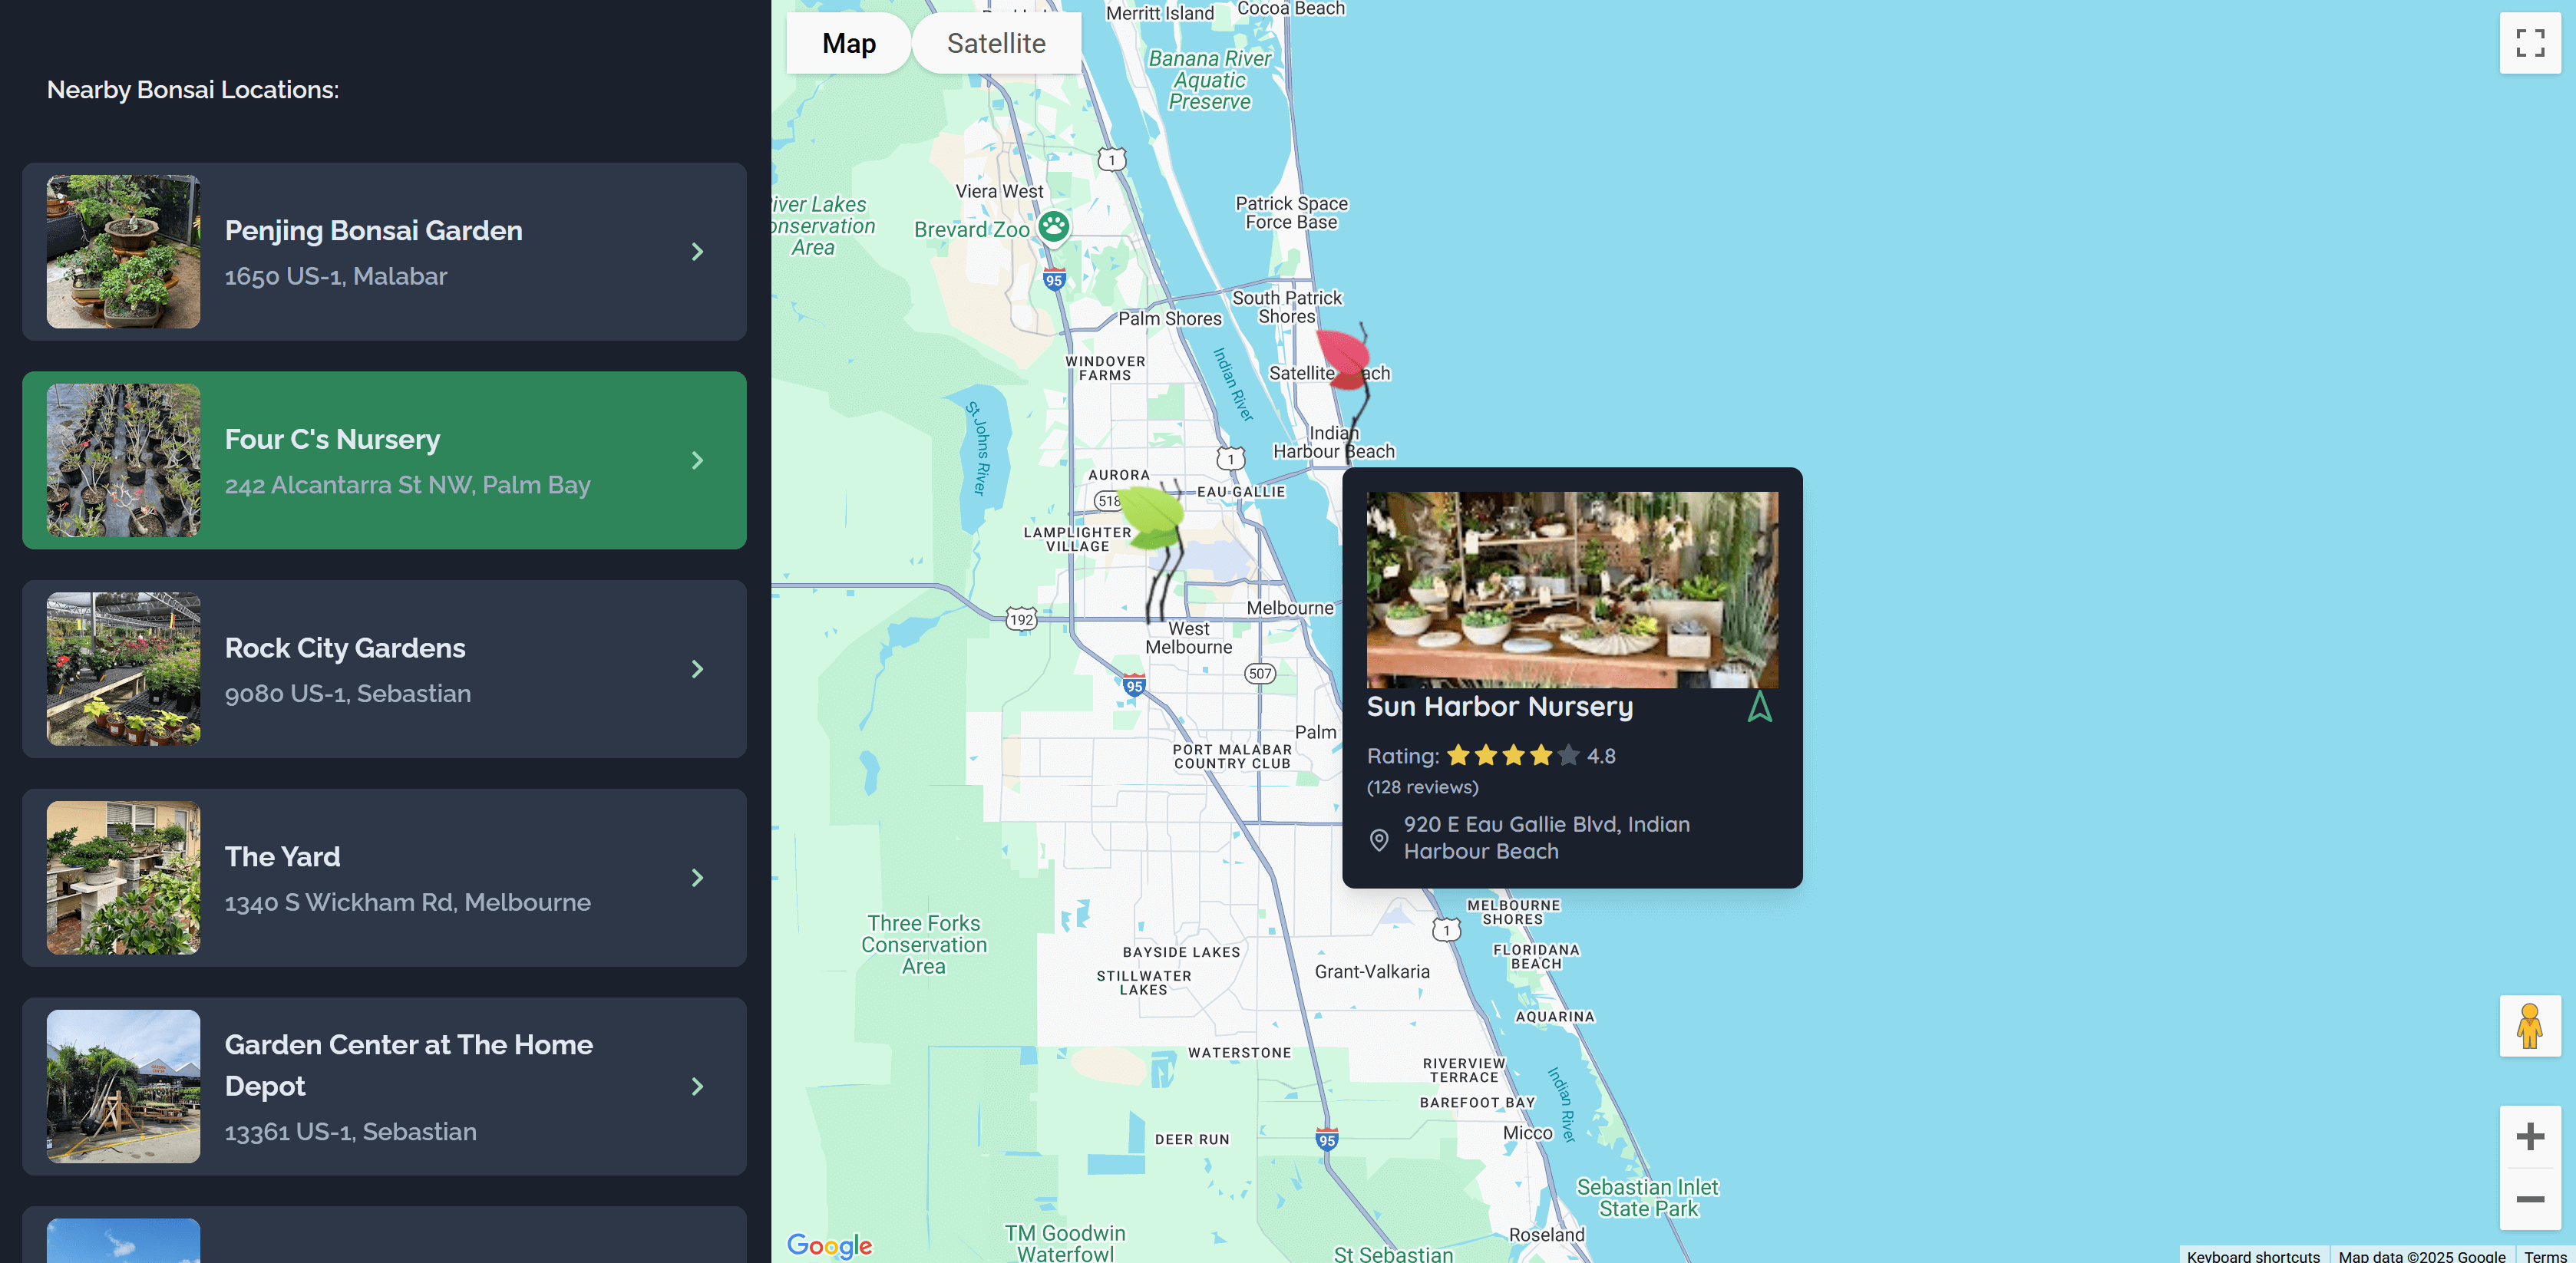 Nearby Bonsai Locations:
Penjing Bonsai Garden
1650 US-1, Malabar
Four C's Nursery
242 Alcantarra St NW, Palm Bay
Rock City Gardens
9080 US-1, Sebastian
The Yard
1340 S Wickham Rd, Melbourne
Garden Center at The Home
Depot
13361 US-1, Sebastian
Map
Satellite
Merritt Island
Cocoa Beach
Banana River
Aquatic
Preserve
1
Viera West
Brevard Zoo
iver Lakes
onservation
Area
95
Patrick Space
Force Base
South Patrick
Shores
Palm Shores
WINDOVER
FARMS
Indian River
Satellite
ach
St Johns River
Indian
Harbour Beach
1
AURORA
EAU GALLIE
518
LAMPLIGHTER
VILLAGE
192
Melbourne
West
Melbourne
507
95
Palm
PORT MALABAR
COUNTRY CLUB
Sun Harbor Nursery
Rating: 4.8
(128 reviews)
920 E Eau Gallie Blvd, Indian
Harbour Beach
MELBOURNE
SHORES
1
Three Forks
Conservation
Area
BAYSIDE LAKES
STILLWATER
LAKES
FLORIDANA
BEACH
Grant-Valkaria
AQUARINA
WATERSTONE
RIVERVIEW
TERRACE
Indian River
BAREFOOT BAY
DEER RUN
95
Micco
Sebastian Inlet
State Park
TM Goodwin
Waterfowl
Roseland
St Sebastian
Google
Keyboard shortcuts
Map data ©2025 Google
Terms